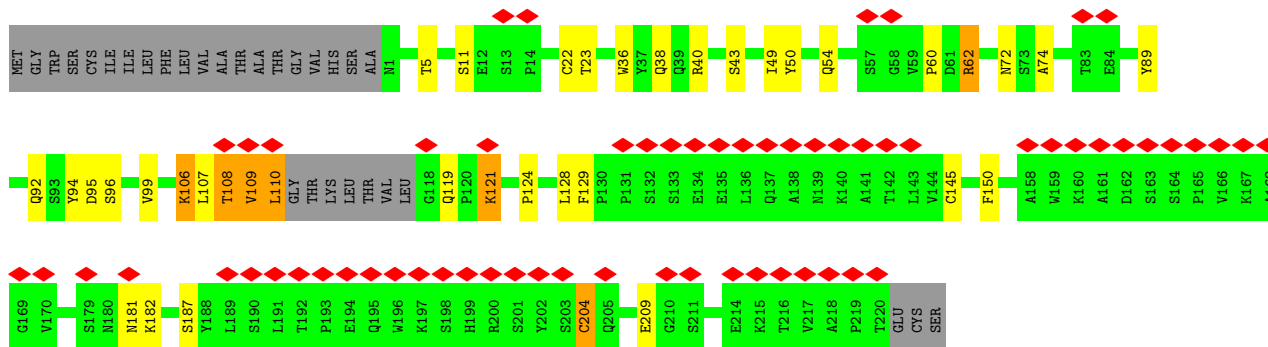 MET GLY TRP SER CYS ILE ILE LEU PHE LEU VAL ALA THR ALA THR GLY VAL HIS SER ALA N1 T5 S11 E12 S13 P14 C22 T23 W36 Y37 Q38 Q39 R40 S43 I49 Y50 Q54 S57 G58 V59 P60 D61 R62 N72 S73 A74 T83 E84 Y89
Q92 S93 Y94 D95 S96 V99 K106 L107 T108 V109 L110 GLY THR LYS LEU THR VAL LEU G118 Q119 P120 K121 P124 L128 F129 P130 P131 S132 S133 E134 E135 L136 Q137 A138 N139 K140 A141 T142 L143 V144 C145 F150 A158 W159 K160 A161 D162 S163 S164 P165 V166 K167
G169 V170 S179 N180 N181 K182 S187 Y188 L189 S190 L191 T192 P193 E194 Q195 W196 K197 S198 H199 R200 S201 Y202 S203 C204 Q205 E209 G210 S211 E214 K215 T216 V217 A218 P219 T220 GLU CYS SER